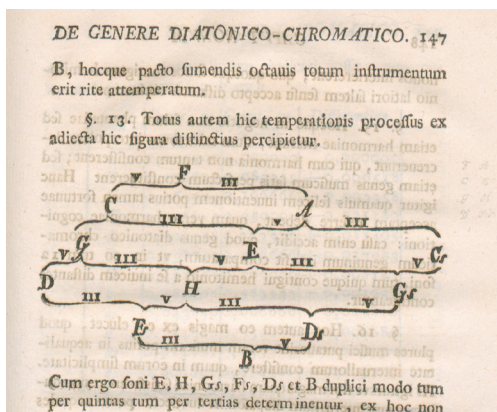 DE GENERE DIATONICO-CHROMATICO. 147
B, hocque pacto ſumendis octauis totum inſtrumentum
erit rite attemperatum.
§. 13. Totus autem hic temperationis proceſſus ex
adiecta hic figura diſtinctius percipietur.
F
V III
C A
III V III
G E Cs
V III V III V
D H Gs
III V III V
E Ds
III V
B
Cum ergo ſoni E, H, Gs, Fs, Ds et B duplici modo tum
per quintas tum per tertias determinentur, ex hoc non